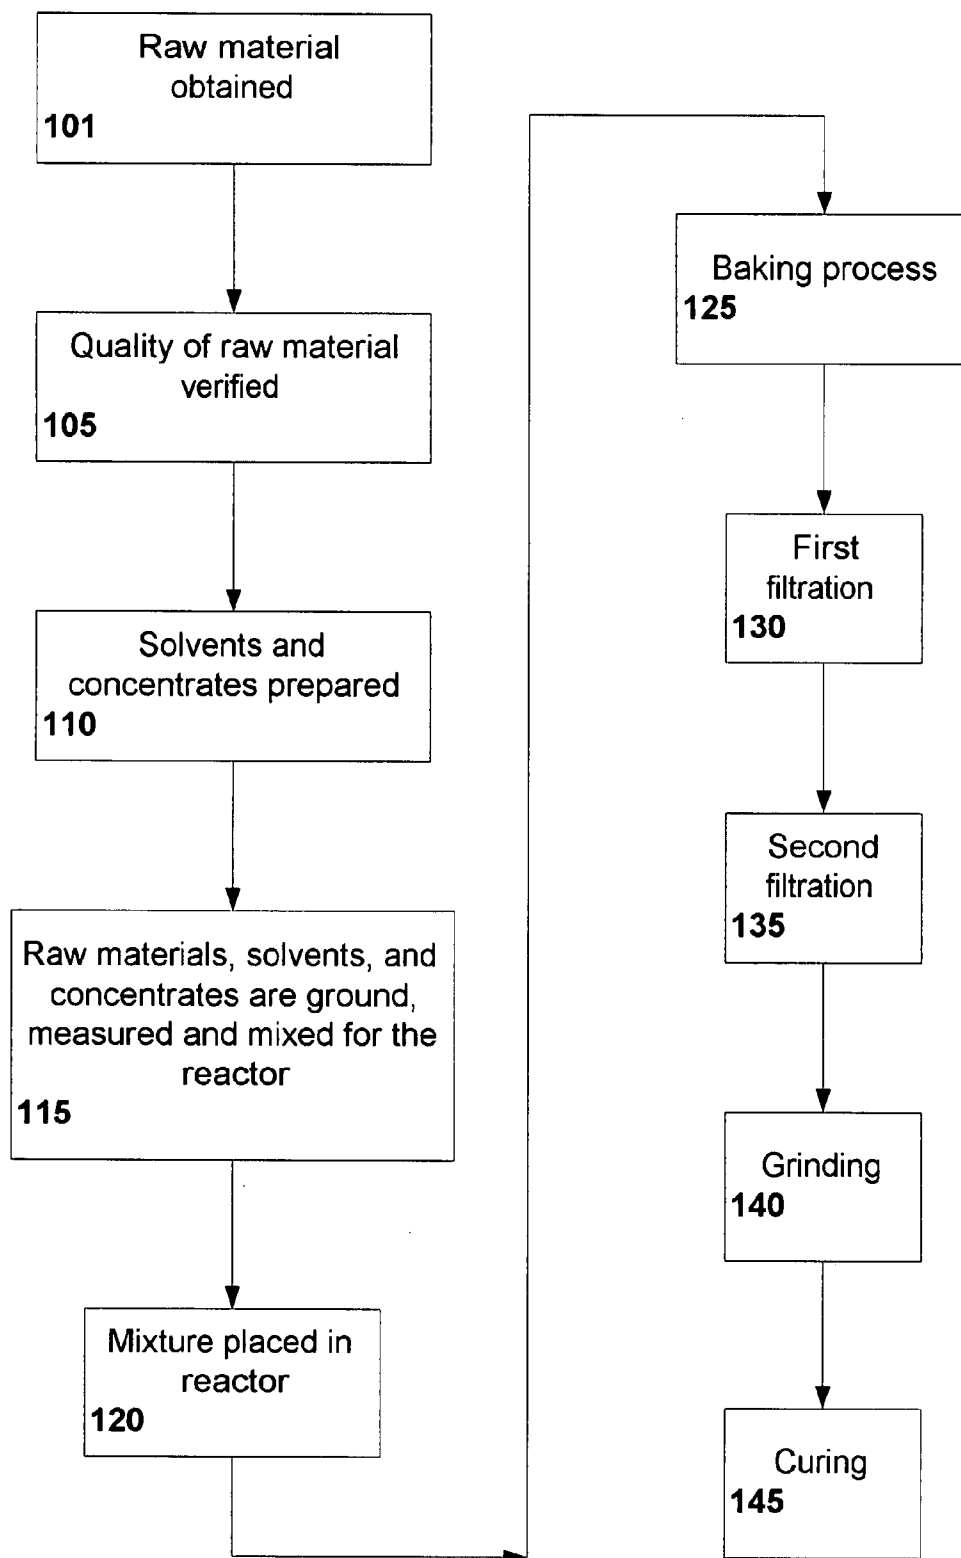 Raw material
obtained
101
Quality of raw material
verified
105
Solvents and
concentrates prepared
110
Raw materials, solvents, and
concentrates are ground,
measured and mixed for the
reactor
115
Mixture placed in
reactor
120
Baking process
125
First
filtration
130
Second
filtration
135
Grinding
140
Curing
145